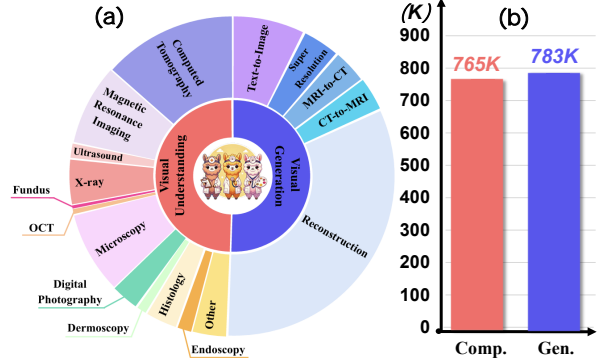 (a)
Computed
Tomography
Magnetic
Resonance
Imaging
Ultrasound
X-ray
Fundus
OCT
Microscopy
Digital
Photography
Dermoscopy
Histology
Endoscopy
Other
Visual
Understanding
Visual
Generation
Text-to-Image
Super
Resolution
MRI-to-CT
CT-to-MRI
Reconstruction
(K)
(b)
900
800
700
600
500
400
300
200
100
0
765K
783K
Comp.
Gen.